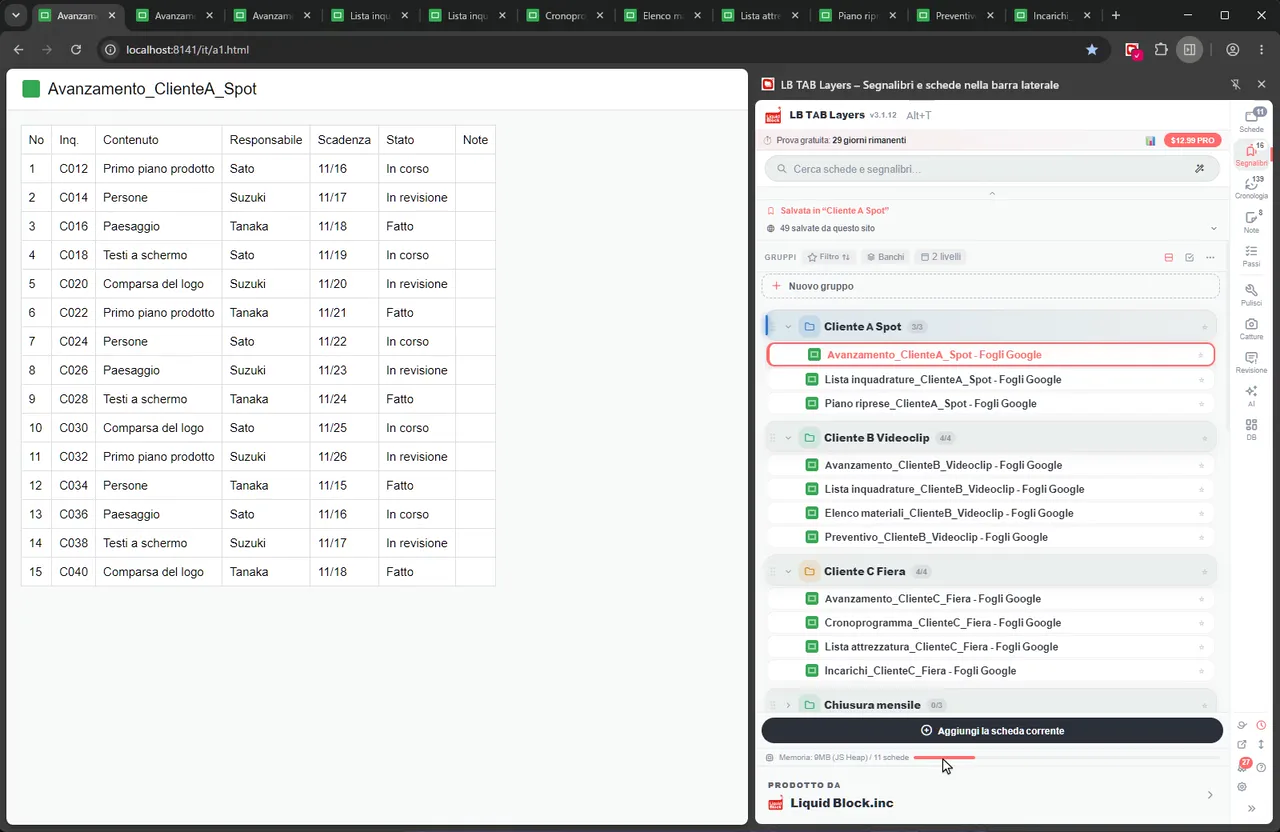 Avanzame
Avanzam
Avanzam
Lista inqu
Lista inqu
Cronopro
Elenco m
Lista attre
Piano ripr
Preventiv
Incarichi_
localhost:8141/it/a1.html
Avanzamento_ClienteA_Spot
No Inq. Contenuto Responsabile Scadenza Stato Note
1 C012 Primo piano prodotto Sato 11/16 In corso
2 C014 Persone Suzuki 11/17 In revisione
3 C016 Paesaggio Tanaka 11/18 Fatto
4 C018 Testi a schermo Sato 11/19 In corso
5 C020 Comparsa del logo Suzuki 11/20 In revisione
6 C022 Primo piano prodotto Tanaka 11/21 Fatto
7 C024 Persone Sato 11/22 In corso
8 C026 Paesaggio Suzuki 11/23 In revisione
9 C028 Testi a schermo Tanaka 11/24 Fatto
10 C030 Comparsa del logo Sato 11/25 In corso
11 C032 Primo piano prodotto Suzuki 11/26 In revisione
12 C034 Persone Tanaka 11/15 Fatto
13 C036 Paesaggio Sato 11/16 In corso
14 C038 Testi a schermo Suzuki 11/17 In revisione
15 C040 Comparsa del logo Tanaka 11/18 Fatto
LB TAB Layers – Segnalibri e schede nella barra laterale
LB TAB Layers v3.1.12 Alt+T
Prova gratuita: 29 giorni rimanenti
$12.99 PRO
Cerca schede e segnalibri…
Salvata in “Cliente A Spot”
49 salvate da questo sito
GRUPPI Filtro Banchi 2 livelli
Nuovo gruppo
Cliente A Spot 3/3
Avanzamento_ClienteA_Spot - Fogli Google
Lista inquadrature_ClienteA_Spot - Fogli Google
Piano riprese_ClienteA_Spot - Fogli Google
Cliente B Videoclip 4/4
Avanzamento_ClienteB_Videoclip - Fogli Google
Lista inquadrature_ClienteB_Videoclip - Fogli Google
Elenco materiali_ClienteB_Videoclip - Fogli Google
Preventivo_ClienteB_Videoclip - Fogli Google
Cliente C Fiera 4/4
Avanzamento_ClienteC_Fiera - Fogli Google
Cronoprogramma_ClienteC_Fiera - Fogli Google
Lista attrezzatura_ClienteC_Fiera - Fogli Google
Incarichi_ClienteC_Fiera - Fogli Google
Chiusura mensile 0/3
Aggiungi la scheda corrente
Memoria: 9MB (JS Heap) / 11 schede
PRODOTTO DA
Liquid Block.inc
11
Schede
16
Segnalibri
139
Cronologia
8
Note
Passi
Pulisci
Catture
Revisione
AI
DB
27